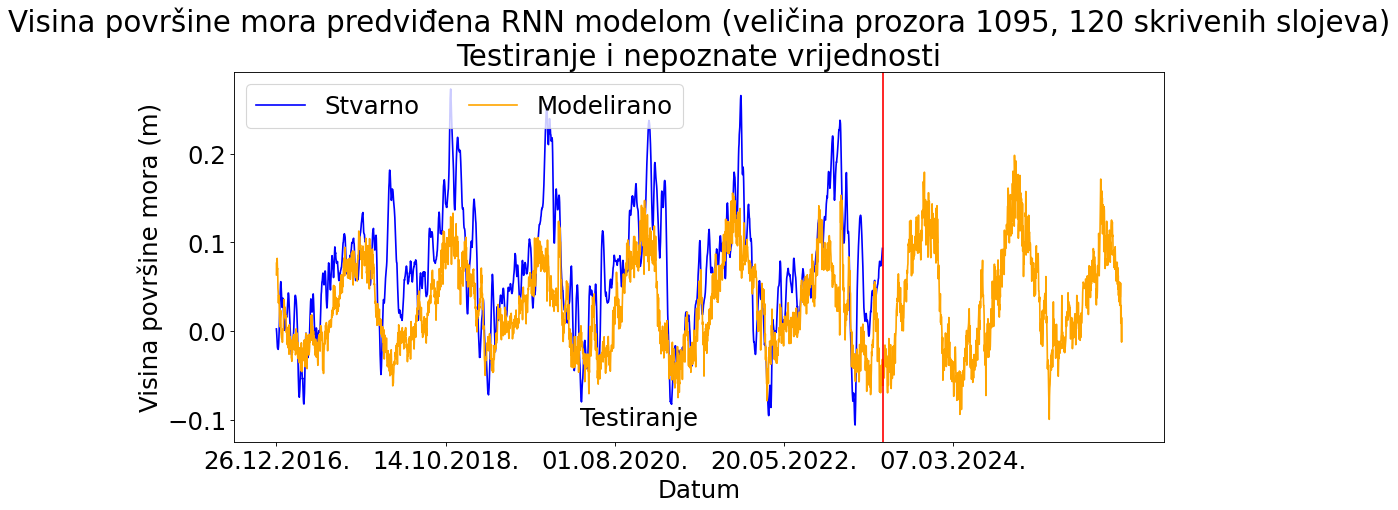 Visina površine mora predviđena RNN modelom (veličina prozora 1095, 120 skrivenih slojeva)
Testiranje i nepoznate vrijednosti
Stvarno
Modelirano
Visina površine mora (m)
0.2
0.1
0.0
−0.1
Testiranje
26.12.2016.
14.10.2018.
01.08.2020.
20.05.2022.
07.03.2024.
Datum